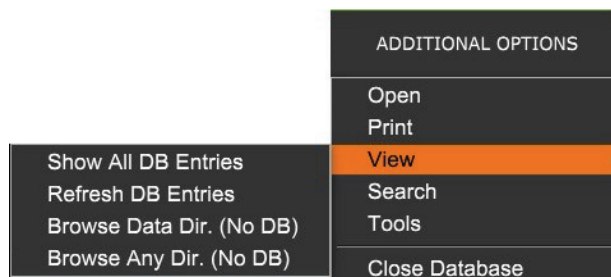 ADDITIONAL OPTIONS
Open
Print
View
Search
Tools
Close Database
Show All DB Entries
Refresh DB Entries
Browse Data Dir. (No DB)
Browse Any Dir. (No DB)